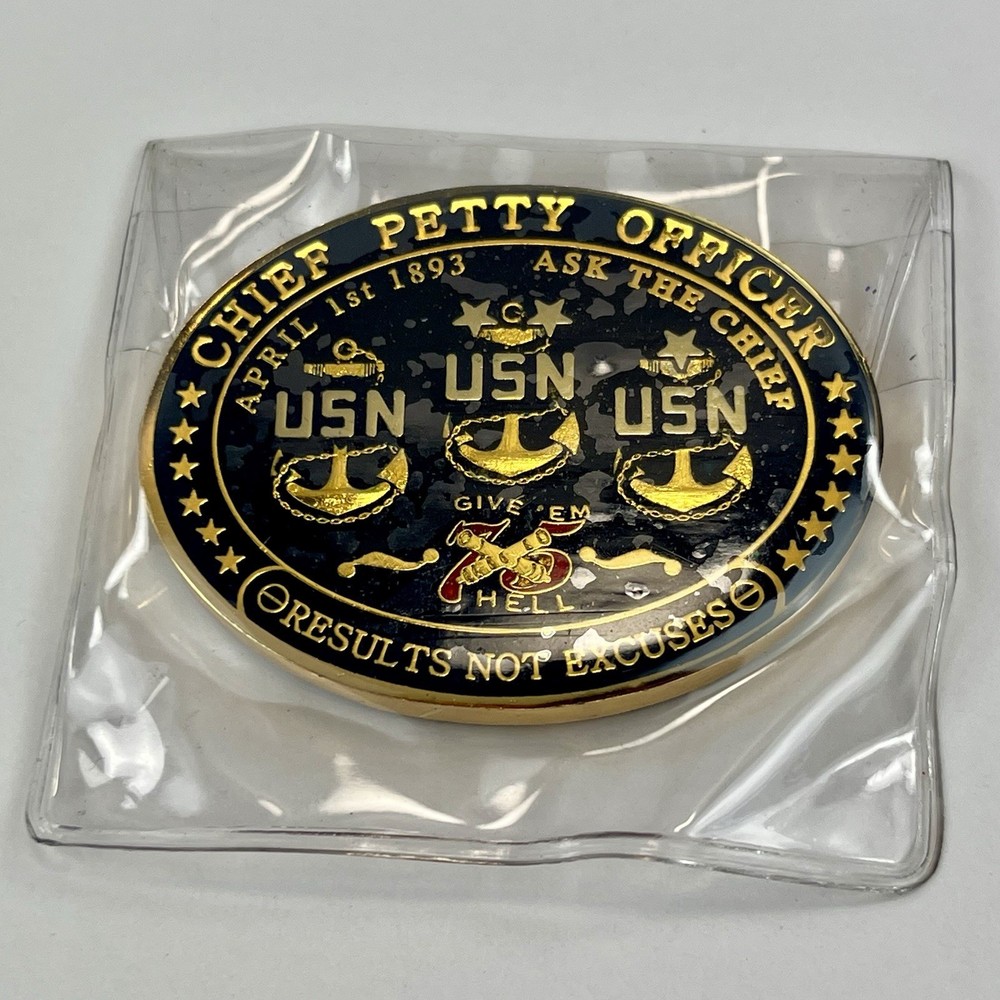 CHIEF PETTY OFFICER
APRIL 1st 1893 ASK THE CHIEF
USN
USN
USN
GIVE 'EM
75
HELL
RESULTS NOT EXCUSES